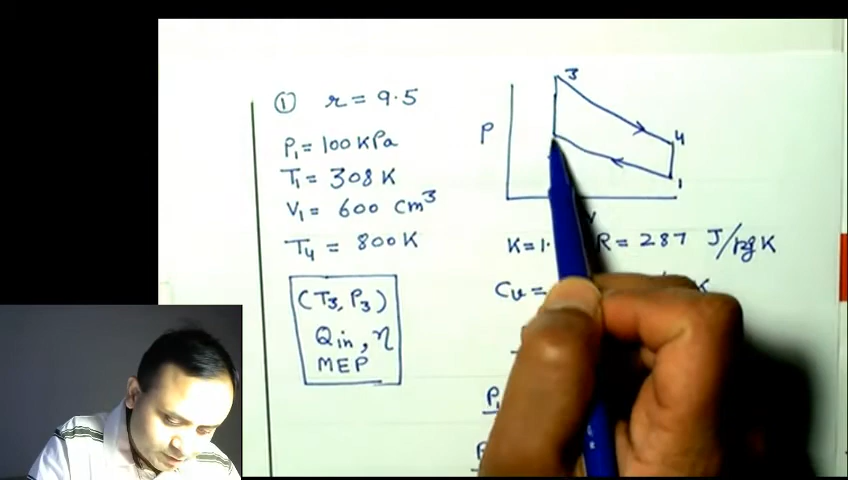 ① r = 9.5
P₁ = 100 KPa
T₁ = 308 K
V₁ = 600 cm³
T₄ = 800 K
(T₃, P₃)
Qin, η
MEP
3
P
4
1
K=1. R = 287 J/kg K
Cv =
P₁